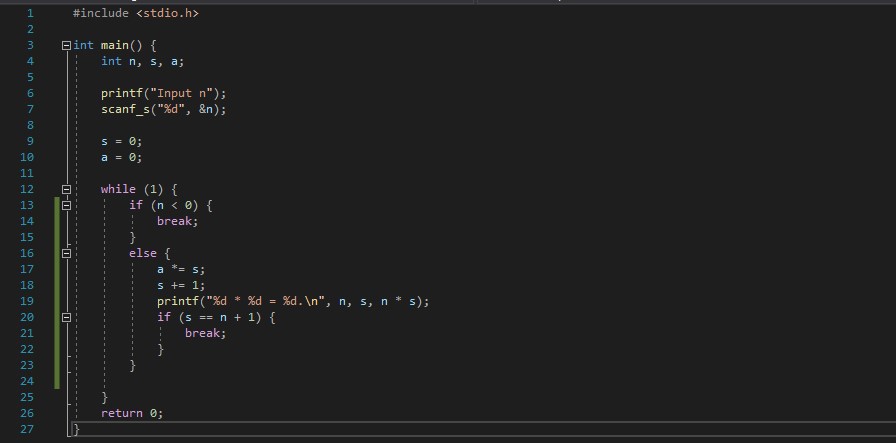 1 #include <stdio.h>
2
3 int main() {
4 int n, s, a;
5
6 printf("Input n");
7 scanf_s("%d", &n);
8
9 s = 0;
10 a = 0;
11
12 while (1) {
13 if (n < 0) {
14 break;
15 }
16 else {
17 a *= s;
18 s += 1;
19 printf("%d * %d = %d.\n", n, s, n * s);
20 if (s == n + 1) {
21 break;
22 }
23 }
24
25 }
26 return 0;
27 }